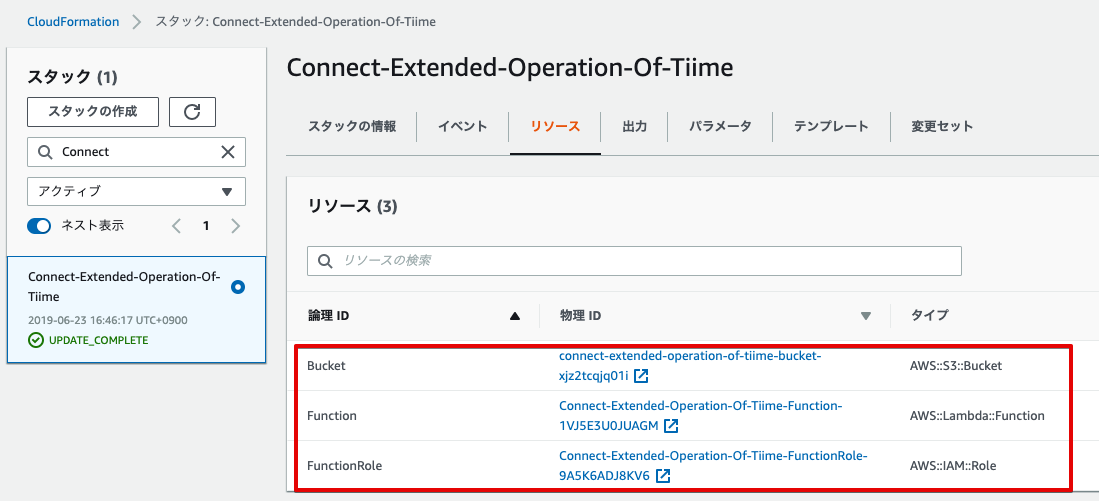 CloudFormation > スタック: Connect-Extended-Operation-Of-Tiime
スタック (1)
スタックの作成
Connect
アクティブ
ネスト表示
1
Connect-Extended-Operation-Of-
Tiime
2019-06-23 16:46:17 UTC+0900
UPDATE_COMPLETE
Connect-Extended-Operation-Of-Tiime
スタックの情報 イベント リソース 出力 パラメータ テンプレート 変更セット
リソース (3)
リソースの検索
論理 ID 物理 ID タイプ
Bucket connect-extended-operation-of-tiime-bucket-
xjz2tcqjq01i AWS::S3::Bucket
Function Connect-Extended-Operation-Of-Tiime-Function-
1VJ5E3U0JUAGM AWS::Lambda::Function
FunctionRole Connect-Extended-Operation-Of-Tiime-FunctionRole-
9A5K6ADJ8KV6 AWS::IAM::Role